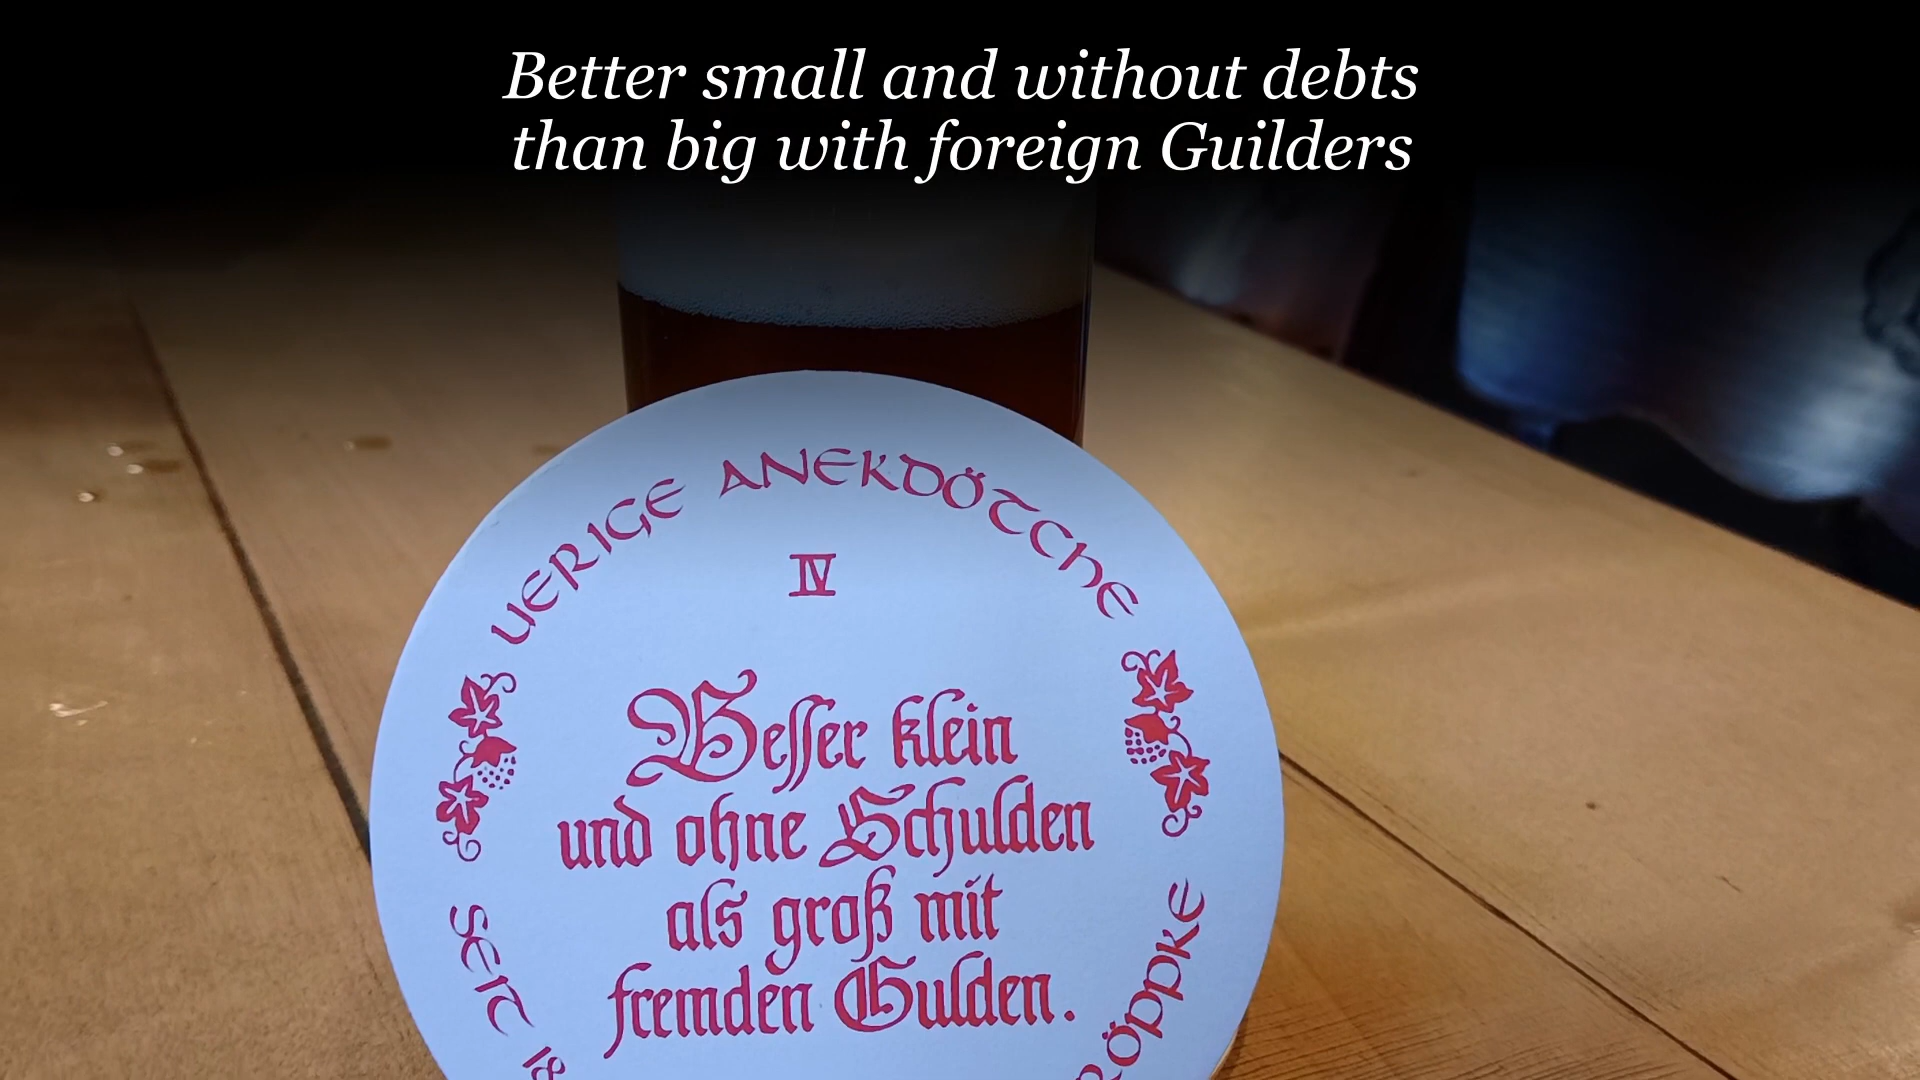 Better small and without debts
than big with foreign Guilders
UERIGE ANEKDÖTCHE
IV
Besser klein
und ohne Schulden
als groß mit
fremden Gulden.
SEIT